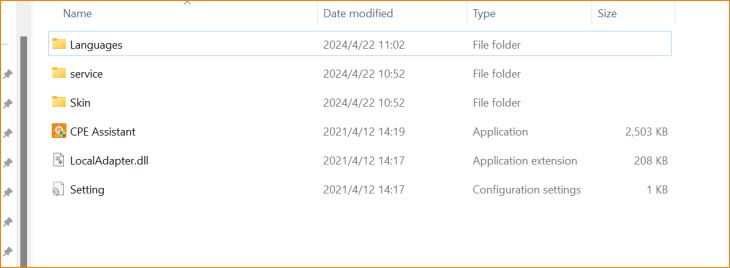 Name Date modified Type Size
Languages 2024/4/22 11:02 File folder
service 2024/4/22 10:52 File folder
Skin 2024/4/22 10:52 File folder
CPE Assistant 2021/4/12 14:19 Application 2,503 KB
LocalAdapter.dll 2021/4/12 14:17 Application extension 208 KB
Setting 2021/4/12 14:17 Configuration settings 1 KB